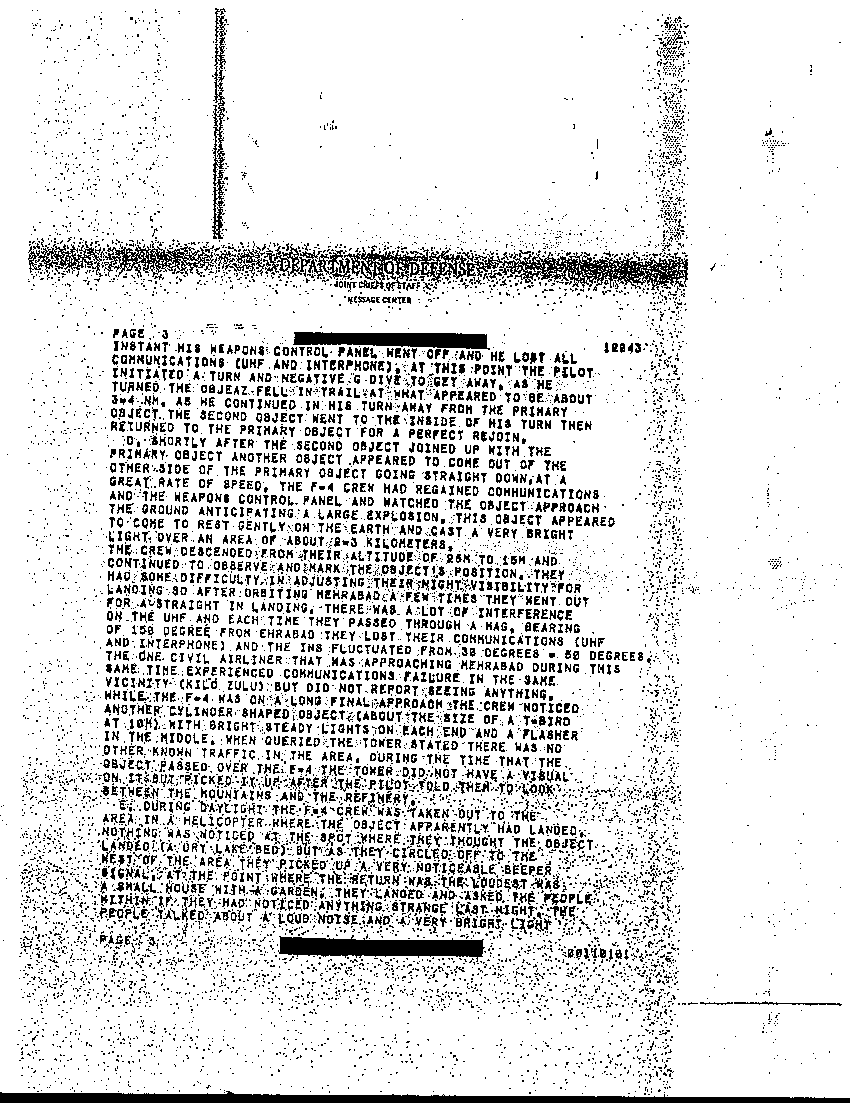 DEPARTMENT OF DEFENSE
JOINT CHIEFS OF STAFF
MESSAGE CENTER
PAGE 3 12843
INSTANT HIS WEAPONS CONTROL PANEL WENT OFF AND HE LOST ALL
COMMUNICATIONS (UHF AND INTERPHONE). AT THIS POINT THE PILOT
INITIATED A TURN AND NEGATIVE G DIVE TO GET AWAY. AS HE
TURNED THE OBJEAZ FELL IN TRAIL AT WHAT APPEARED TO BE ABOUT
3-4 NM. AS HE CONTINUED IN HIS TURN AWAY FROM THE PRIMARY
OBJECT THE SECOND OBJECT WENT TO THE INSIDE OF HIS TURN THEN
RETURNED TO THE PRIMARY OBJECT FOR A PERFECT REJOIN.
D. SHORTLY AFTER THE SECOND OBJECT JOINED UP WITH THE
PRIMARY OBJECT ANOTHER OBJECT APPEARED TO COME OUT OF THE
OTHER SIDE OF THE PRIMARY OBJECT GOING STRAIGHT DOWN, AT A
GREAT RATE OF SPEED. THE F-4 CREW HAD REGAINED COMMUNICATIONS
AND THE WEAPONS CONTROL PANEL AND WATCHED THE OBJECT APPROACH
THE GROUND ANTICIPATING A LARGE EXPLOSION. THIS OBJECT APPEARED
TO COME TO REST GENTLY ON THE EARTH AND CAST A VERY BRIGHT
LIGHT OVER AN AREA OF ABOUT 2-3 KILOMETERS.
THE CREW DESCENDED FROM THEIR ALTITUDE OF 26M TO 15M AND
CONTINUED TO OBSERVE AND MARK THE OBJECT'S POSITION. THEY
HAD SOME DIFFICULTY IN ADJUSTING THEIR NIGHT VISIBILITY FOR
LANDING SO AFTER ORBITING MEHRABAD A FEW TIMES THEY WENT OUT
FOR A STRAIGHT IN LANDING. THERE WAS A LOT OF INTERFERENCE
ON THE UHF AND EACH TIME THEY PASSED THROUGH A MAG. BEARING
OF 150 DEGREE FROM EHRABAD THEY LOST THEIR COMMUNICATIONS (UHF
AND INTERPHONE) AND THE INS FLUCTUATED FROM 30 DEGREES - 50 DEGREES.
THE ONE CIVIL AIRLINER THAT WAS APPROACHING MEHRABAD DURING THIS
SAME TIME EXPERIENCED COMMUNICATIONS FAILURE IN THE SAME
VICINITY (KILO ZULU) BUT DID NOT REPORT SEEING ANYTHING.
WHILE THE F-4 WAS ON A LONG FINAL APPROACH THE CREW NOTICED
ANOTHER CYLINDER SHAPED OBJECT (ABOUT THE SIZE OF A T-BIRD
AT 10M) WITH BRIGHT STEADY LIGHTS ON EACH END AND A FLASHER
IN THE MIDDLE. WHEN QUERIED THE TOWER STATED THERE WAS NO
OTHER KNOWN TRAFFIC IN THE AREA. DURING THE TIME THAT THE
OBJECT PASSED OVER THE F-4 THE TOWER DID NOT HAVE A VISUAL
ON IT BUT PICKED IT UP AFTER THE PILOT TOLD THEM TO LOOK
BETWEEN THE MOUNTAINS AND THE REFINERY.
E. DURING DAYLIGHT THE F-4 CREW WAS TAKEN OUT TO THE
AREA IN A HELICOPTER WHERE THE OBJECT APPARENTLY HAD LANDED.
NOTHING WAS NOTICED AT THE SPOT WHERE THEY THOUGHT THE OBJECT
LANDED (A DRY LAKE BED) BUT AS THEY CIRCLED OFF TO THE
WEST OF THE AREA THEY PICKED UP A VERY NOTICEABLE BEEPER
SIGNAL. AT THE POINT WHERE THE RETURN WAS THE LOUDEST WAS
A SMALL HOUSE WITH A GARDEN. THEY LANDED AND ASKED THE PEOPLE
WITHIN IF THEY HAD NOTICED ANYTHING STRANGE LAST NIGHT. THE
PEOPLE TALKED ABOUT A LOUD NOISE AND A VERY BRIGHT LIGHT
PAGE 3 00110101